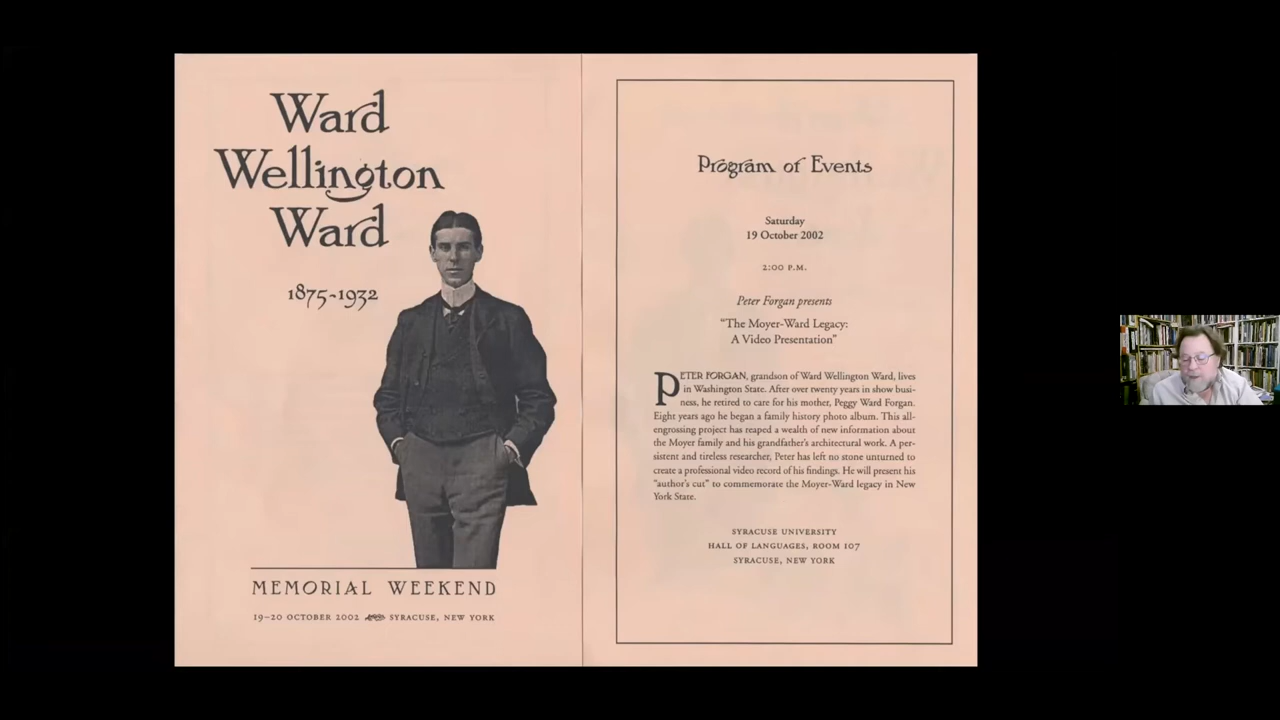 Ward
Wellington
Ward
1875-1932
MEMORIAL WEEKEND
19–20 OCTOBER 2002 SYRACUSE, NEW YORK
Program of Events
Saturday
19 October 2002
2:00 P.M.
Peter Forgan presents
“The Moyer-Ward Legacy:
A Video Presentation”
PETER FORGAN, grandson of Ward Wellington Ward, lives
in Washington State. After over twenty years in show busi-
ness, he retired to care for his mother, Peggy Ward Forgan.
Eight years ago he began a family history photo album. This all-
engrossing project has reaped a wealth of new information about
the Moyer family and his grandfather's architectural work. A per-
sistent and tireless researcher, Peter has left no stone unturned to
create a professional video record of his findings. He will present his
"author's cut" to commemorate the Moyer-Ward legacy in New
York State.
SYRACUSE UNIVERSITY
HALL OF LANGUAGES, ROOM 107
SYRACUSE, NEW YORK